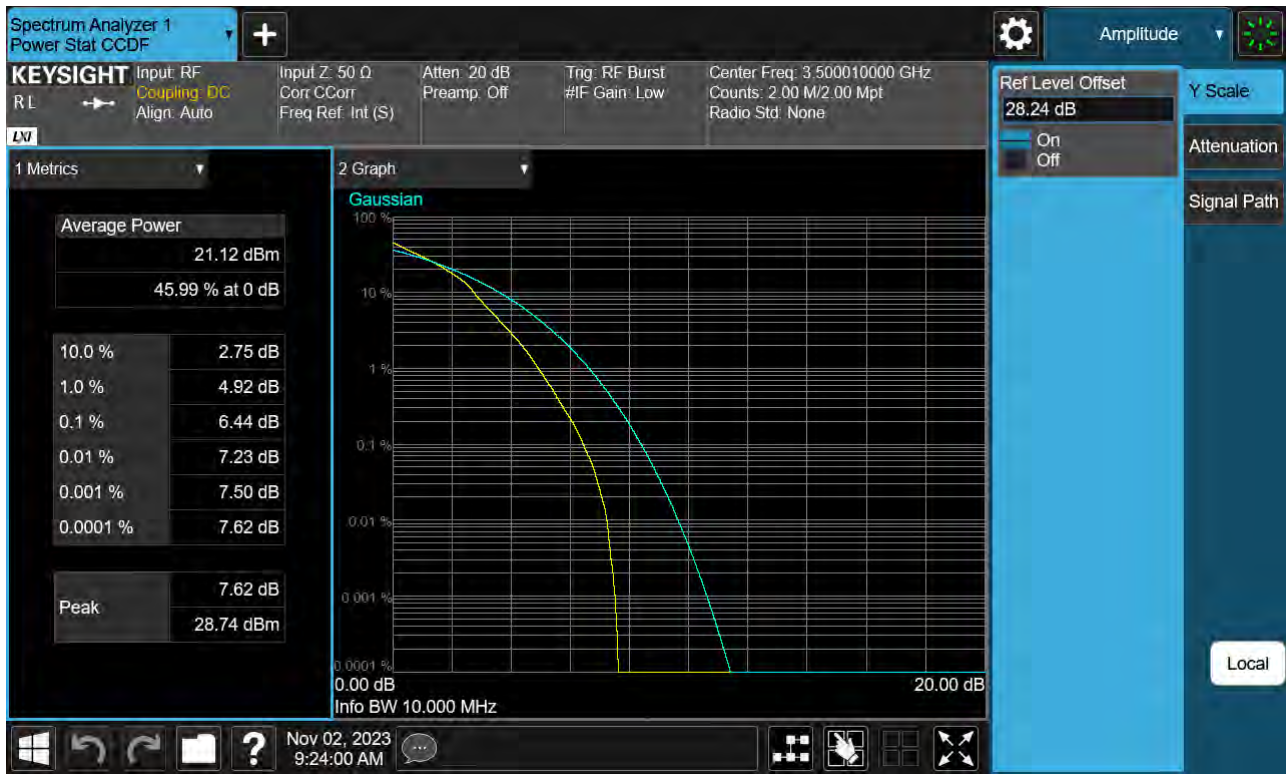 Spectrum Analyzer 1
Power Stat CCDF
+
Amplitude
KEYSIGHT
RL
LXI
Input: RF
Coupling: DC
Align: Auto
Input Z: 50 Ω
Corr CCorr
Freq Ref: Int (S)
Atten: 20 dB
Preamp: Off
Trig: RF Burst
#IF Gain: Low
Center Freq: 3.500010000 GHz
Counts: 2.00 M/2.00 Mpt
Radio Std: None
Ref Level Offset
28.24 dB
On
Off
Y Scale
Attenuation
Signal Path
Local
1 Metrics
Average Power
21.12 dBm
45.99 % at 0 dB
10.0 % 2.75 dB
1.0 % 4.92 dB
0.1 % 6.44 dB
0.01 % 7.23 dB
0.001 % 7.50 dB
0.0001 % 7.62 dB
Peak
7.62 dB
28.74 dBm
2 Graph
Gaussian
100 %
10 %
1 %
0.1 %
0.01 %
0.001 %
0.0001 %
0.00 dB 20.00 dB
Info BW 10.000 MHz
?
Nov 02, 2023
9:24:00 AM